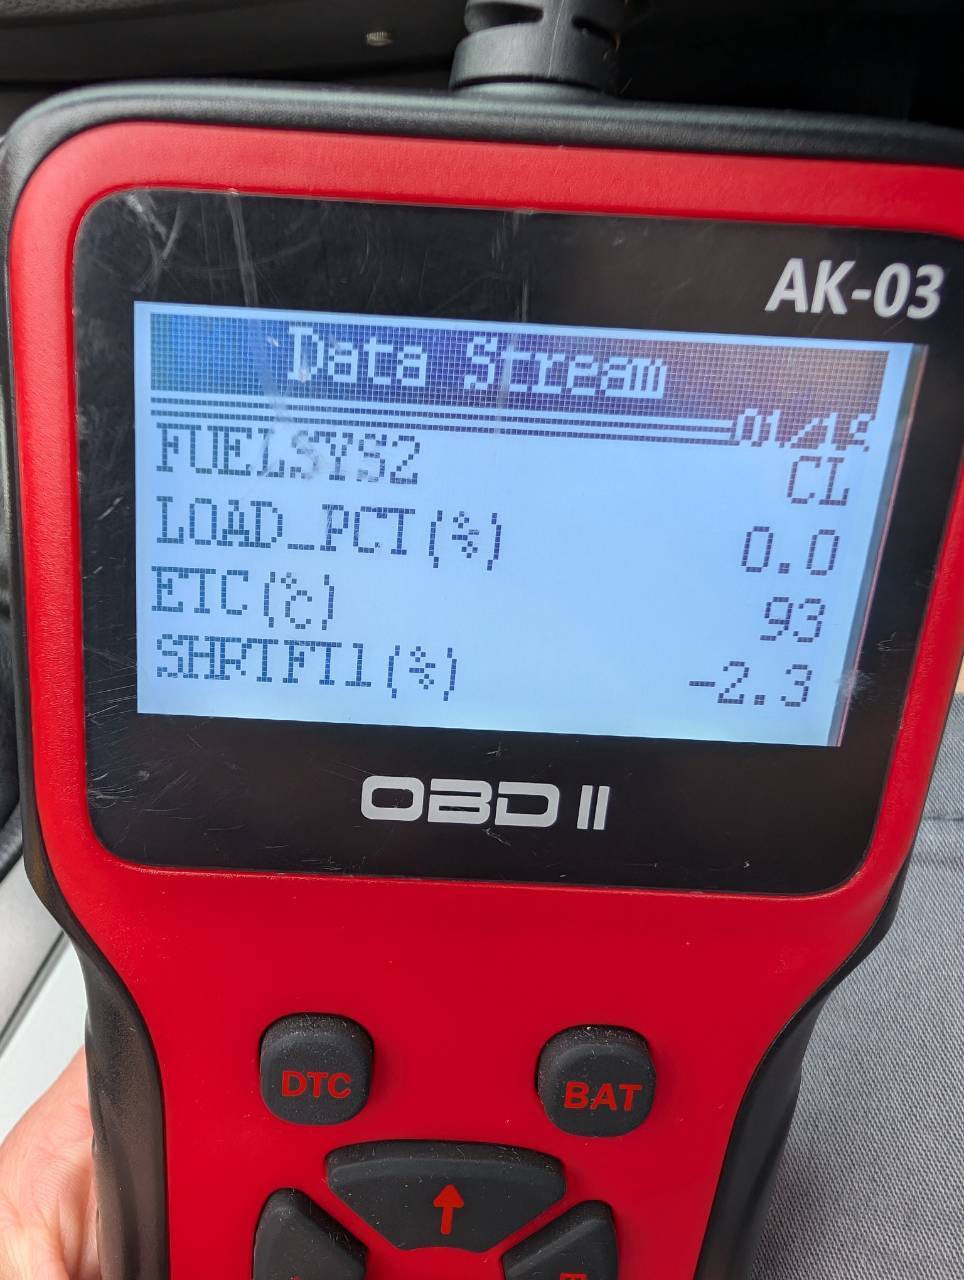 AK-03
Data Stream
FUELSYS2 CL
LOAD_PCT(%) 0.0
ETC(℃) 93
SHRTFT1(%) -2.3
OBD II
DTC
BAT